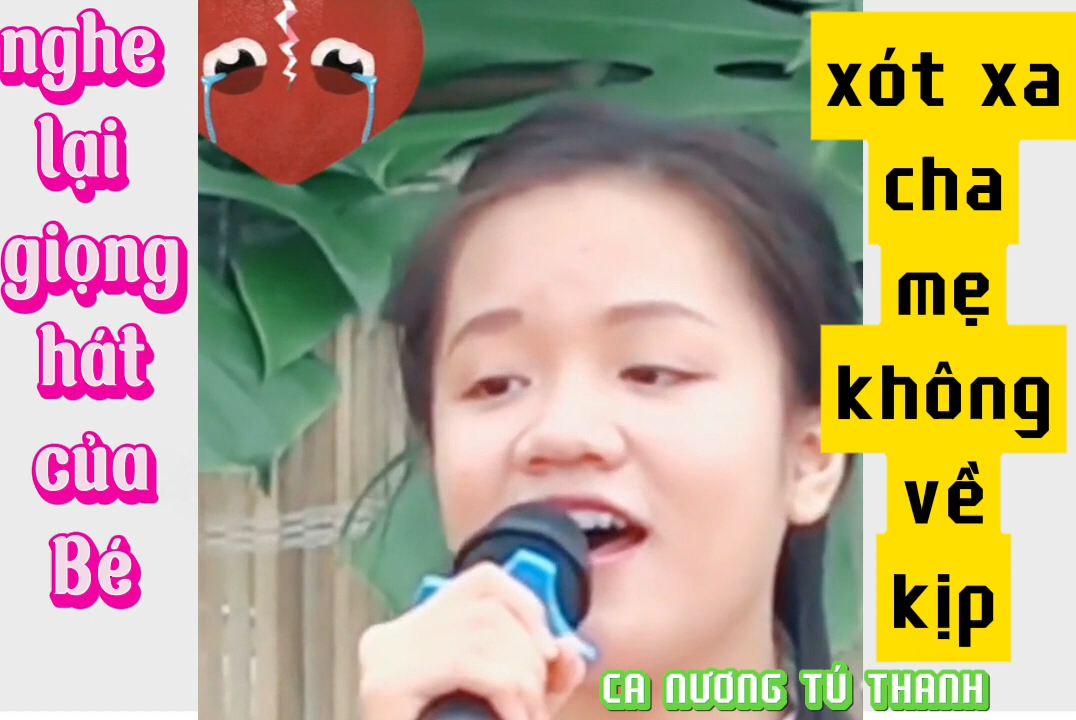 nghe
lại
giọng
hát
của
Bé
xót xa
cha
mẹ
không
về
kịp
CA NƯƠNG TÚ THANH